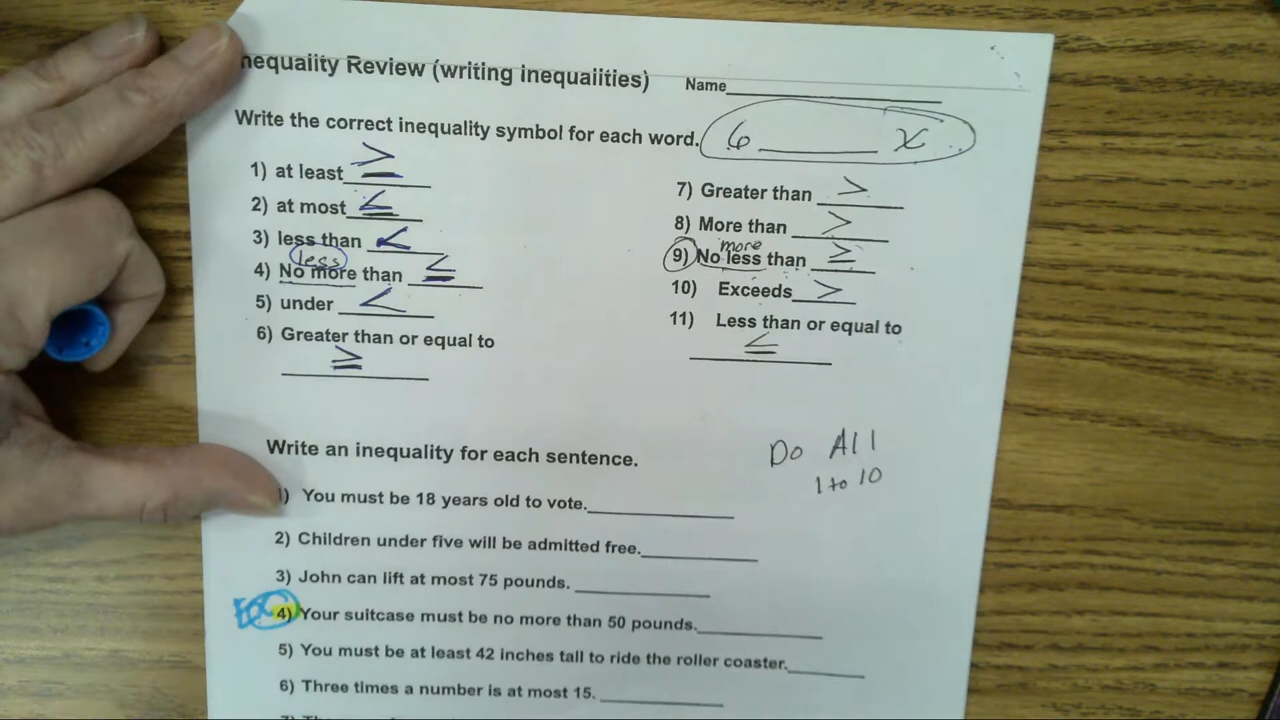 nequality Review (writing inequalities) Name
Write the correct inequality symbol for each word. 6 ____ x
1) at least ≥
2) at most ≤
3) less than <
less
4) No more than ≤
5) under <
6) Greater than or equal to
≥
7) Greater than >
8) More than >
more
9) No less than ≥
10) Exceeds >
11) Less than or equal to
≤
Write an inequality for each sentence.
Do All
1 to 10
1) You must be 18 years old to vote.
2) Children under five will be admitted free.
3) John can lift at most 75 pounds.
EOC 4) Your suitcase must be no more than 50 pounds.
5) You must be at least 42 inches tall to ride the roller coaster.
6) Three times a number is at most 15.